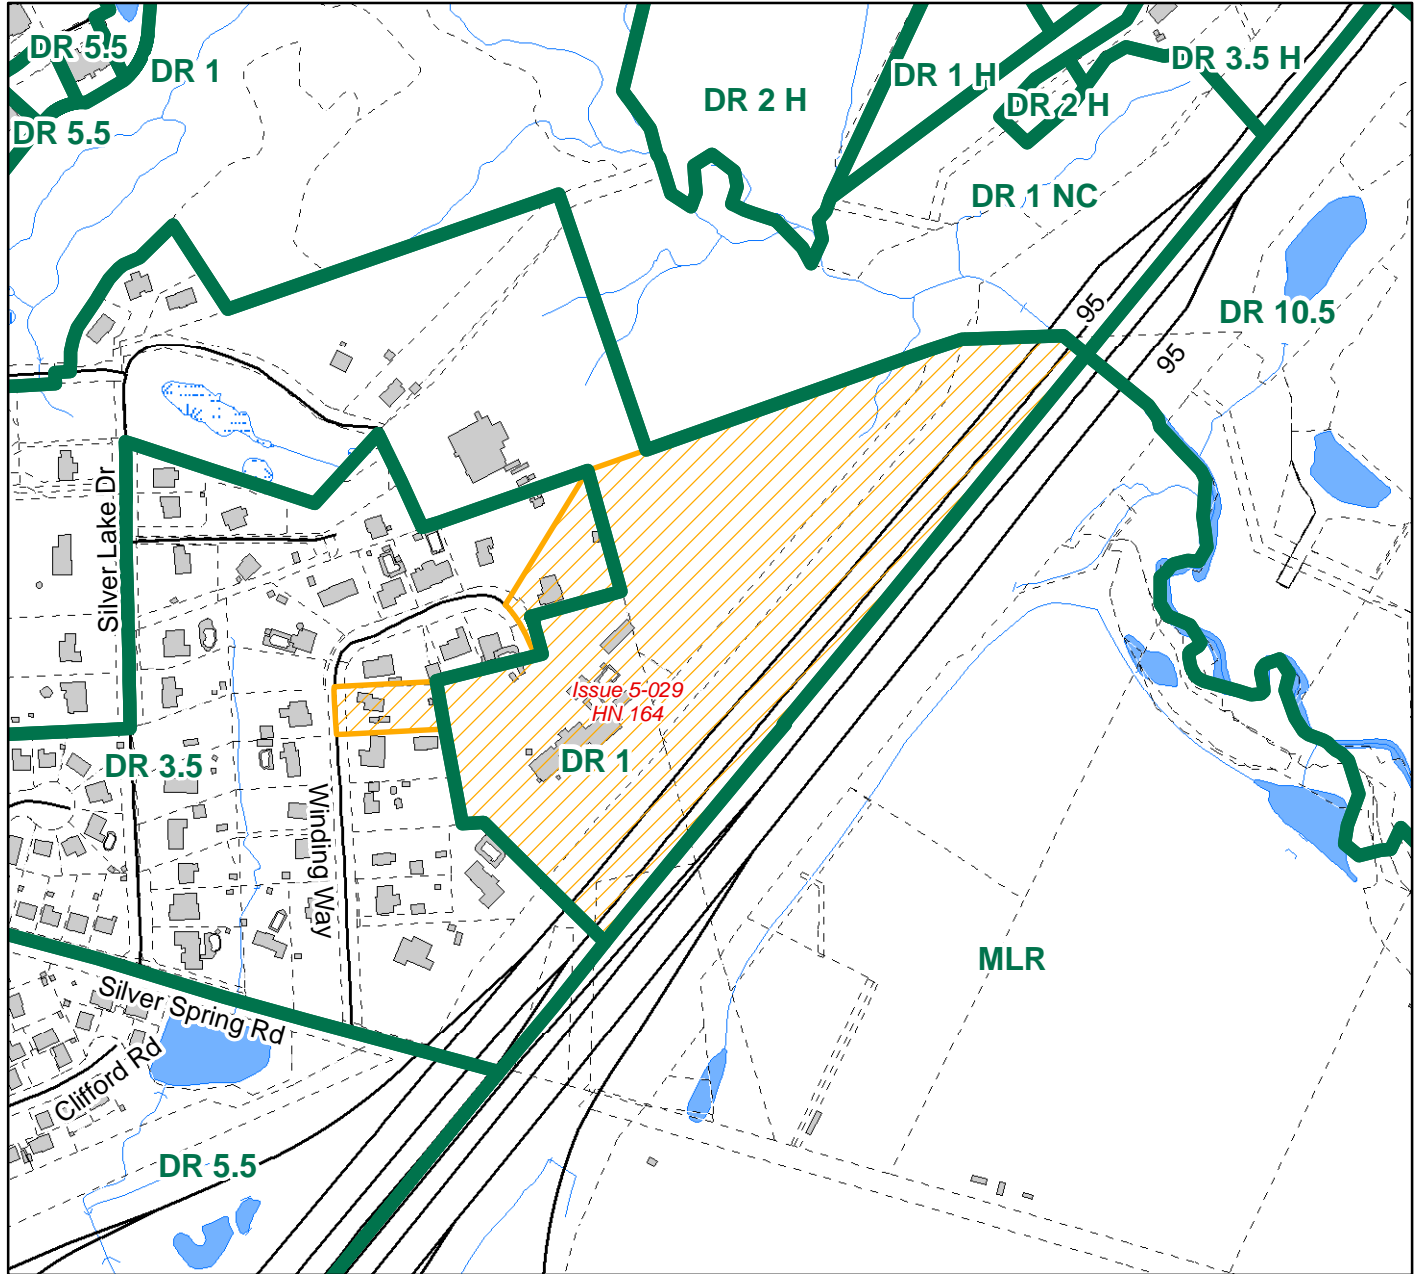 DR 5.5
DR 1
DR 5.5
DR 2 H
DR 1 H
DR 3.5 H
DR 2 H
DR 1 NC
DR 10.5
95
95
Silver Lake Dr
Issue 5-029
HN 164
DR 1
DR 3.5
Winding Way
MLR
Silver Spring Rd
Clifford Rd
DR 5.5